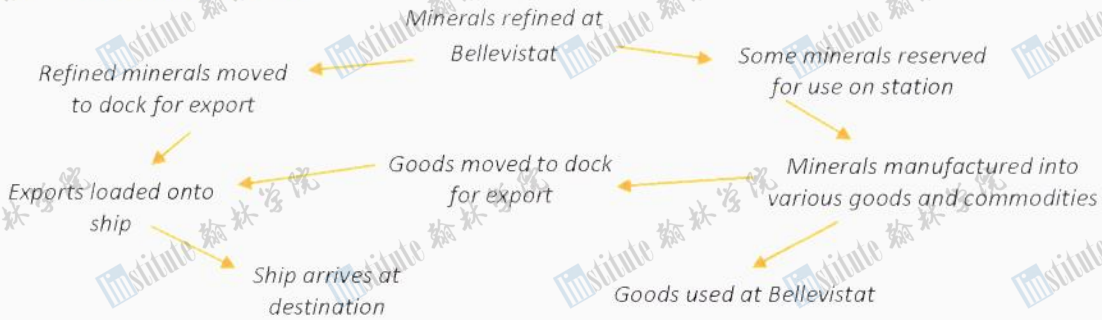 Minerals refined at
Bellevistat
Refined minerals moved
to dock for export
Some minerals reserved
for use on station
Exports loaded onto
ship
Goods moved to dock
for export
Minerals manufactured into
various goods and commodities
Ship arrives at
destination
Goods used at Bellevistat
institute 翰林学院